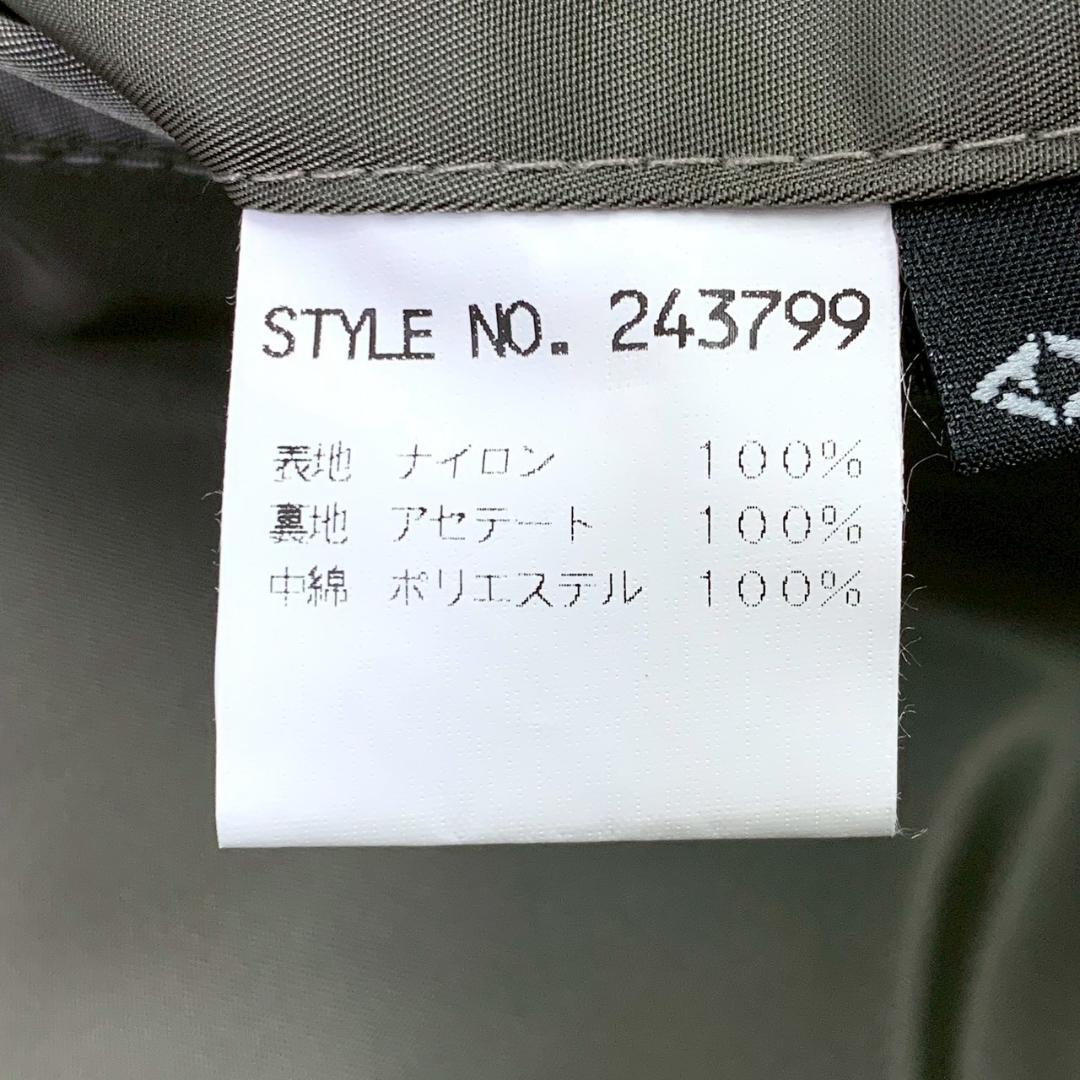 STYLE NO. 243799
表地 ナイロン 100%
裏地 アセテート 100%
中綿 ポリエステル 100%